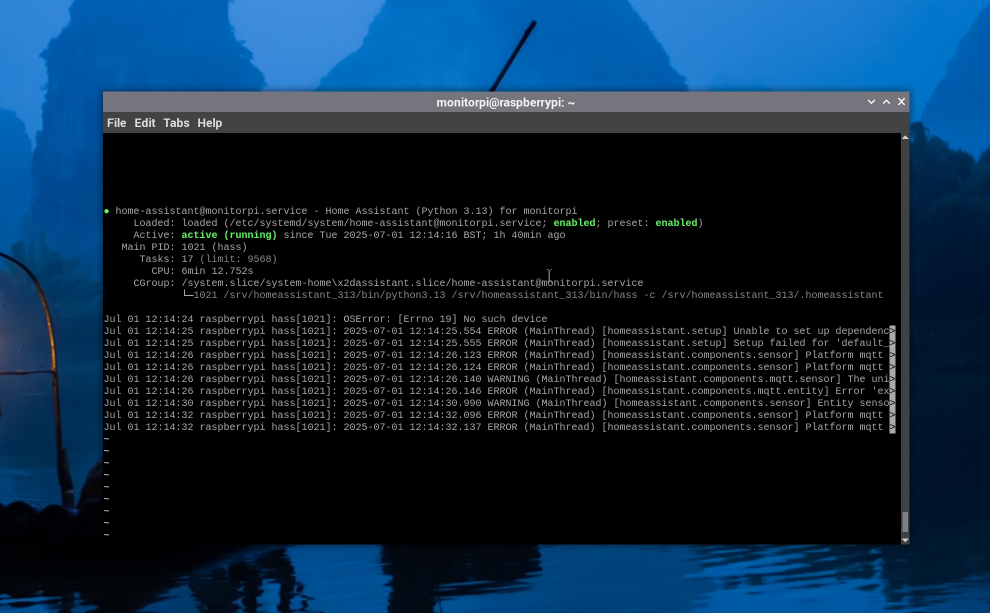 monitorpi@raspberrypi: ~
File Edit Tabs Help
● home-assistant@monitorpi.service - Home Assistant (Python 3.13) for monitorpi
Loaded: loaded (/etc/systemd/system/home-assistant@monitorpi.service; enabled; preset: enabled)
Active: active (running) since Tue 2025-07-01 12:14:16 BST; 1h 40min ago
Main PID: 1021 (hass)
Tasks: 17 (limit: 9568)
CPU: 6min 12.752s
CGroup: /system.slice/system-home\x2dassistant.slice/home-assistant@monitorpi.service
└─1021 /srv/homeassistant_313/bin/python3.13 /srv/homeassistant_313/bin/hass -c /srv/homeassistant_313/.homeassistant
Jul 01 12:14:24 raspberrypi hass[1021]: OSError: [Errno 19] No such device
Jul 01 12:14:25 raspberrypi hass[1021]: 2025-07-01 12:14:25.554 ERROR (MainThread) [homeassistant.setup] Unable to set up dependenc>
Jul 01 12:14:25 raspberrypi hass[1021]: 2025-07-01 12:14:25.555 ERROR (MainThread) [homeassistant.setup] Setup failed for 'default_>
Jul 01 12:14:26 raspberrypi hass[1021]: 2025-07-01 12:14:26.123 ERROR (MainThread) [homeassistant.components.sensor] Platform mqtt >
Jul 01 12:14:26 raspberrypi hass[1021]: 2025-07-01 12:14:26.124 ERROR (MainThread) [homeassistant.components.sensor] Platform mqtt >
Jul 01 12:14:26 raspberrypi hass[1021]: 2025-07-01 12:14:26.140 WARNING (MainThread) [homeassistant.components.mqtt.sensor] The uni>
Jul 01 12:14:26 raspberrypi hass[1021]: 2025-07-01 12:14:26.146 ERROR (MainThread) [homeassistant.components.mqtt.entity] Error 'ex>
Jul 01 12:14:30 raspberrypi hass[1021]: 2025-07-01 12:14:30.990 WARNING (MainThread) [homeassistant.components.sensor] Entity senso>
Jul 01 12:14:32 raspberrypi hass[1021]: 2025-07-01 12:14:32.096 ERROR (MainThread) [homeassistant.components.sensor] Platform mqtt >
Jul 01 12:14:32 raspberrypi hass[1021]: 2025-07-01 12:14:32.137 ERROR (MainThread) [homeassistant.components.sensor] Platform mqtt >
~
~
~
~
~
~
~
~
~